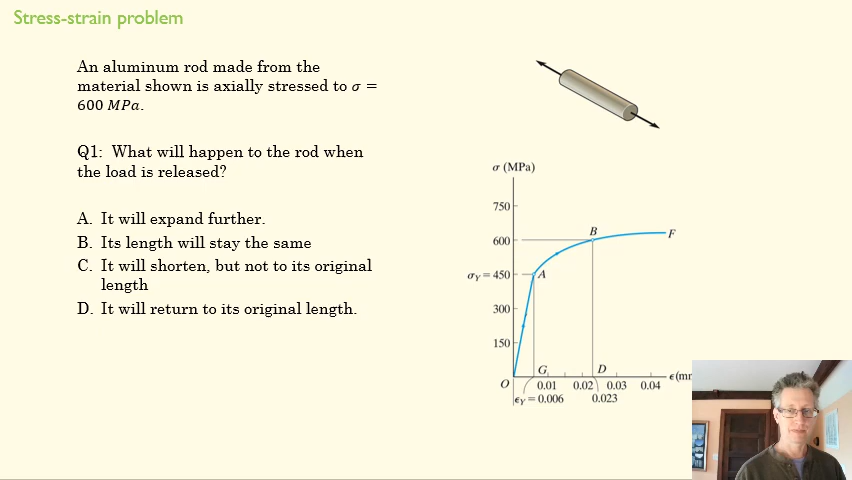 Stress-strain problem
An aluminum rod made from the
material shown is axially stressed to σ =
600 MPa.
Q1: What will happen to the rod when
the load is released?
A. It will expand further.
B. Its length will stay the same
C. It will shorten, but not to its original
length
D. It will return to its original length.
σ (MPa)
750
B
F
600
σY = 450
A
300
150
G
D
O
0.01 0.02 0.03 0.04
ϵ (mm
ϵY = 0.006
0.023